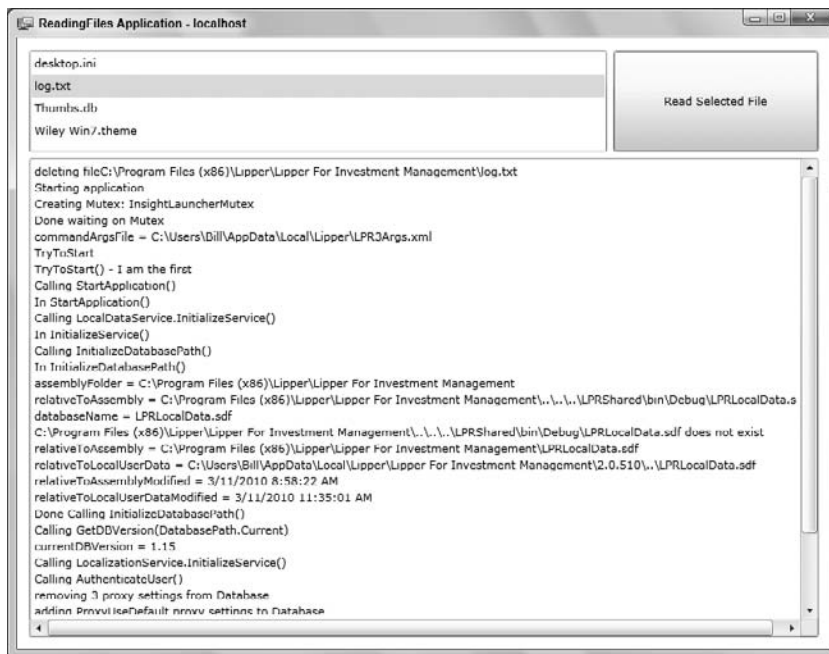 ReadingFiles Application - localhost
desktop.ini
log.txt
Thumbs.db
Wiley Win7.theme
Read Selected File
deleting fileC:\Program Files (x86)\Lipper\Lipper For Investment Management\log.txt
Starting application
Creating Mutex: InsightLauncherMutex
Done waiting on Mutex
commandArgsFile = C:\Users\Bill\AppData\Local\Lipper\LPRJArgs.xml
TryToStart
TryToStart() - I am the first
Calling StartApplication()
In StartApplication()
Calling LocalDataService.InitializeService()
In InitializeService()
Calling InitializeDatabasePath()
In InitializeDatabasePath()
assemblyFolder = C:\Program Files (x86)\Lipper\Lipper For Investment Management
relativeToAssembly = C:\Program Files (x86)\Lipper\Lipper For Investment Management\..\..\..\LPRShared\bin\Debug\LPRLocalData.s
databaseName = LPRLocalData.sdf
C:\Program Files (x86)\Lipper\Lipper For Investment Management\..\..\..\LPRShared\bin\Debug\LPRLocalData.sdf does not exist
relativeToAssembly = C:\Program Files (x86)\Lipper\Lipper For Investment Management\LPRLocalData.sdf
relativeToLocalUserData = C:\Users\Bill\AppData\Local\Lipper\Lipper For Investment Management\2.0.510\..\LPRLocalData.sdf
relativeToAssemblyModified = 3/11/2010 8:58:22 AM
relativeToLocalUserDataModified = 3/11/2010 11:35:01 AM
Done Calling InitializeDatabasePath()
Calling GetDBVersion(DatabasePath.Current)
currentDBVersion = 1.15
Calling LocalizationService.InitializeService()
Calling AuthenticateUser()
removing 3 proxy settings from Database
adding ProxyUseDefault proxy settings to Database